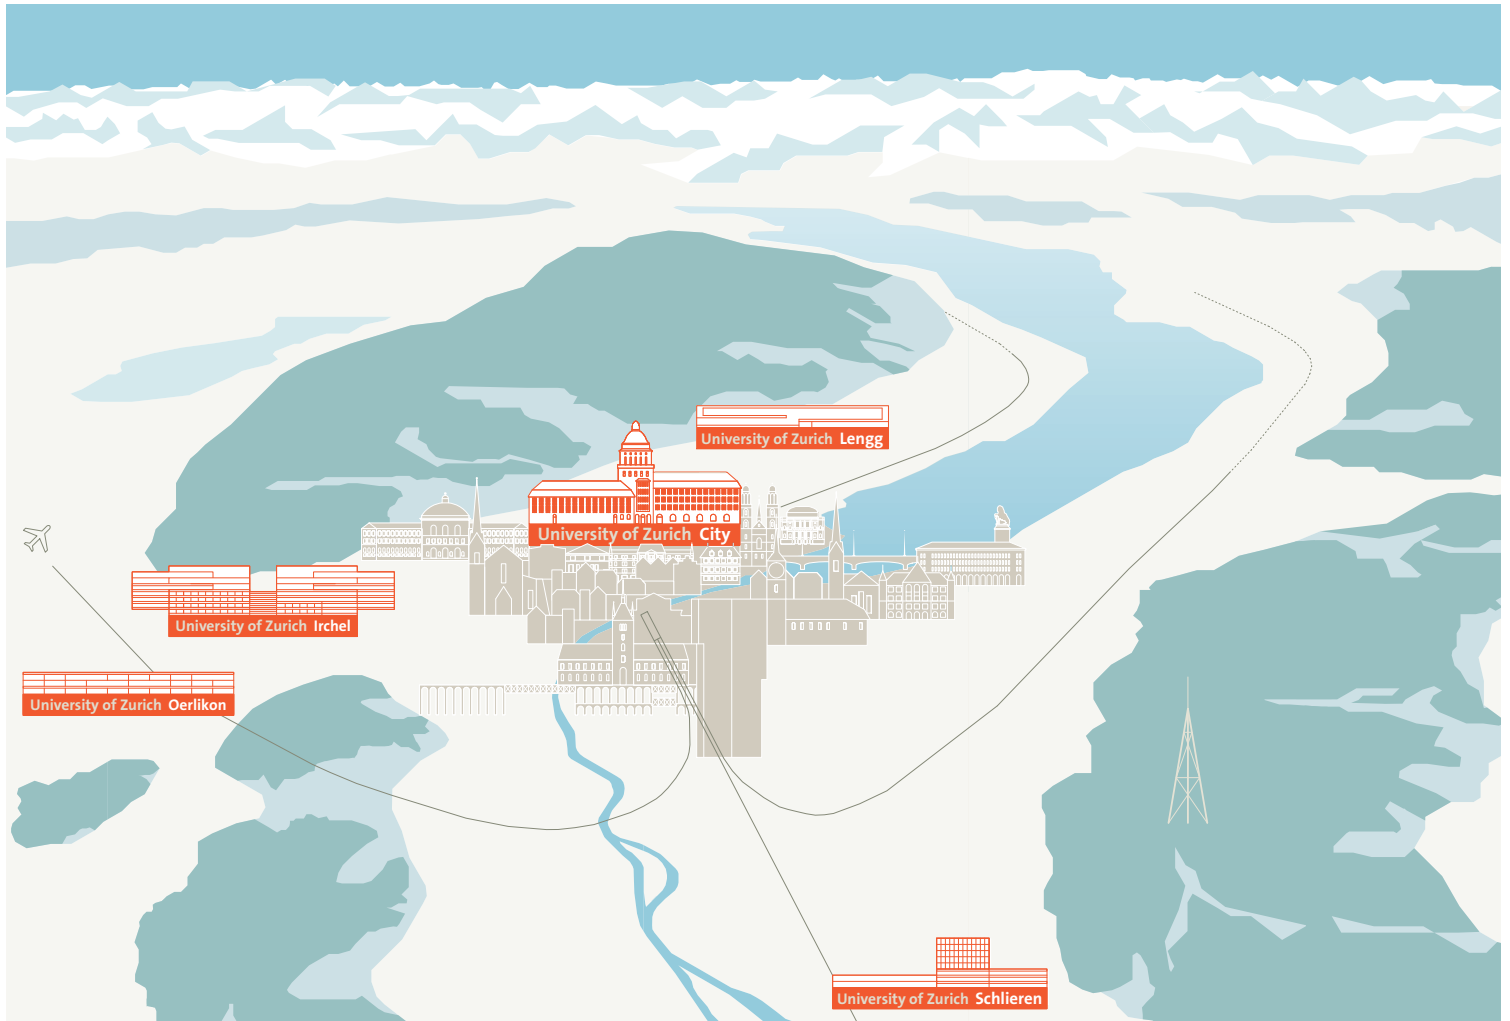 University of Zurich Lengg
University of Zurich City
University of Zurich Irchel
University of Zurich Oerlikon
University of Zurich Schlieren